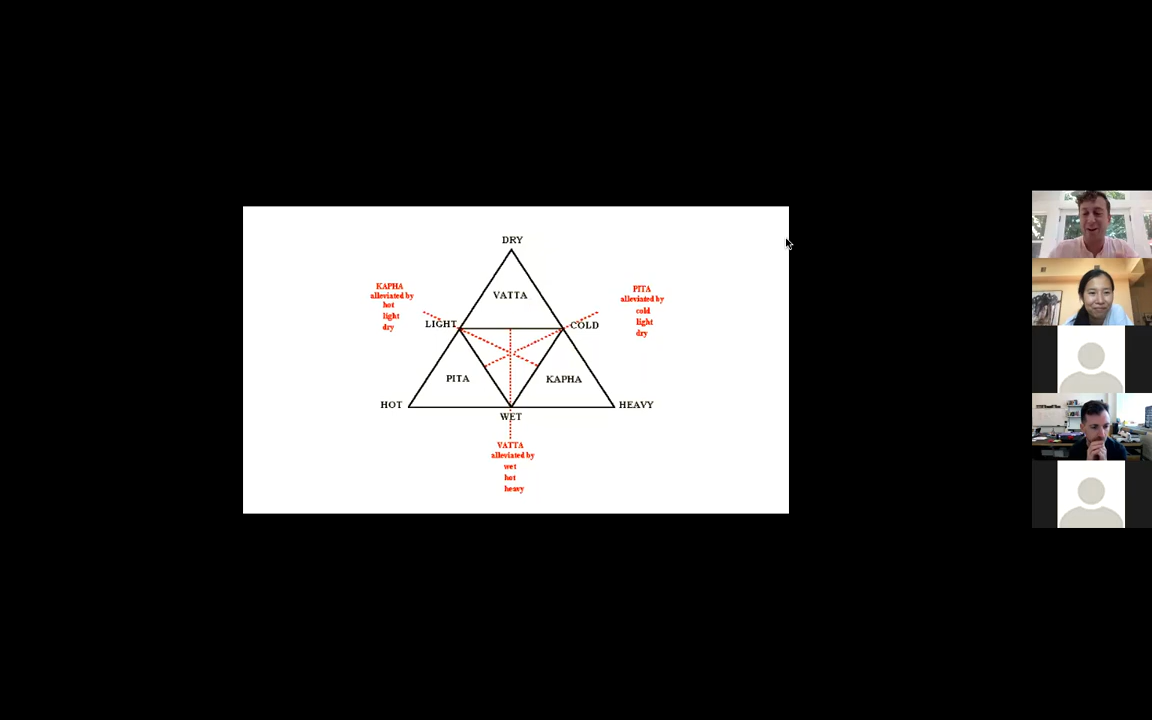 DRY
KAPHA
alleviated by
hot
light
dry
VATTA
PITA
alleviated by
cold
light
dry
LIGHT
COLD
PITA
KAPHA
HOT
WET
HEAVY
VATTA
alleviated by
wet
hot
heavy